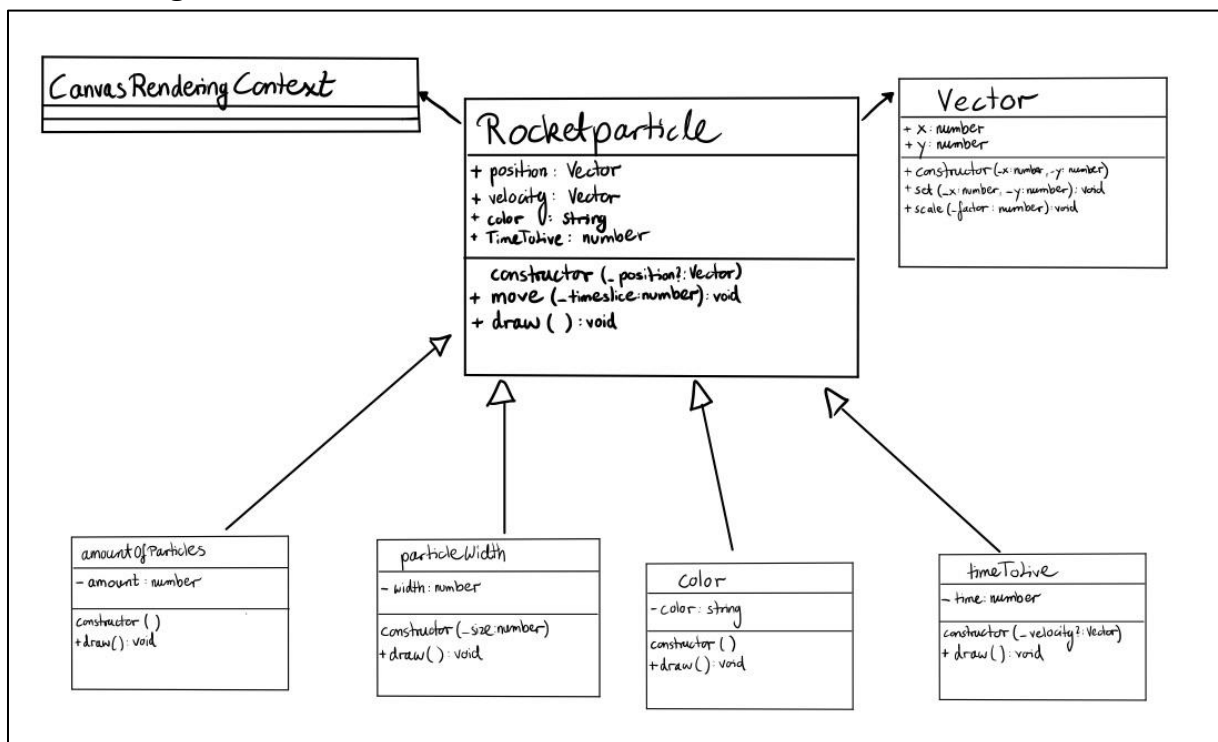 CanvasRenderingContext
Rocketparticle
+ position: Vector
+ velocity: Vector
+ color : string
+ TimeToLive: number
constructor (_position?: Vector)
+ move (_timeslice: number): void
+ draw ( ) : void
Vector
+ x: number
+ y: number
+ constructor (_x: number, _y: number)
+ set (_x: number, _y: number): void
+ scale (_factor: number): void
amountOfParticles
- amount: number
constructor ( )
+ draw(): void
particleWidth
- width: number
constructor (_size: number)
+ draw( ): void
color
- color: string
constructor ( )
+ draw(): void
timeToLive
- time: number
constructor (_velocity?: Vector)
+ draw( ): void